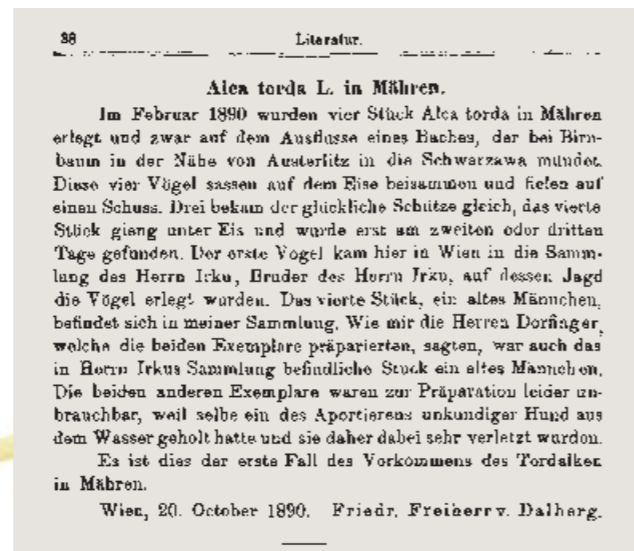 38 Literatur.
Alca torda L. in Mähren.
Im Februar 1890 wurden vier Stück Alca torda in Mähren
erlegt und zwar auf dem Ausflusse eines Baches, der bei Birn-
baum in der Nähe von Austerlitz in die Schwarzawa mündet.
Diese vier Vögel sassen auf dem Eise beisammen und fielen auf
einen Schuss. Drei bekam der glückliche Schütze gleich, das vierte
Stück gieng unter Eis und wurde erst am zweiten oder dritten
Tage gefunden. Der erste Vogel kam hier in Wien in die Samm-
lung des Herrn Irku, Bruder des Herrn Irku, auf dessen Jagd
die Vögel erlegt wurden. Das vierte Stück, ein altes Männchen,
befindet sich in meiner Sammlung. Wie mir die Herren Dorfinger,
welche die beiden Exemplare präparierten, sagten, war auch das
in Herrn Irkus Sammlung befindliche Stück ein altes Männchen.
Die beiden anderen Exemplare waren zur Präparation leider un-
brauchbar, weil selbe ein des Aportierens unkundiger Hund aus
dem Wasser geholt hatte und sie daher dabei sehr verletzt wurden.
Es ist dies der erste Fall des Vorkommens des Tordalken
in Mähren.
Wien, 20. October 1890. Friedr. Freiherr v. Dalberg.